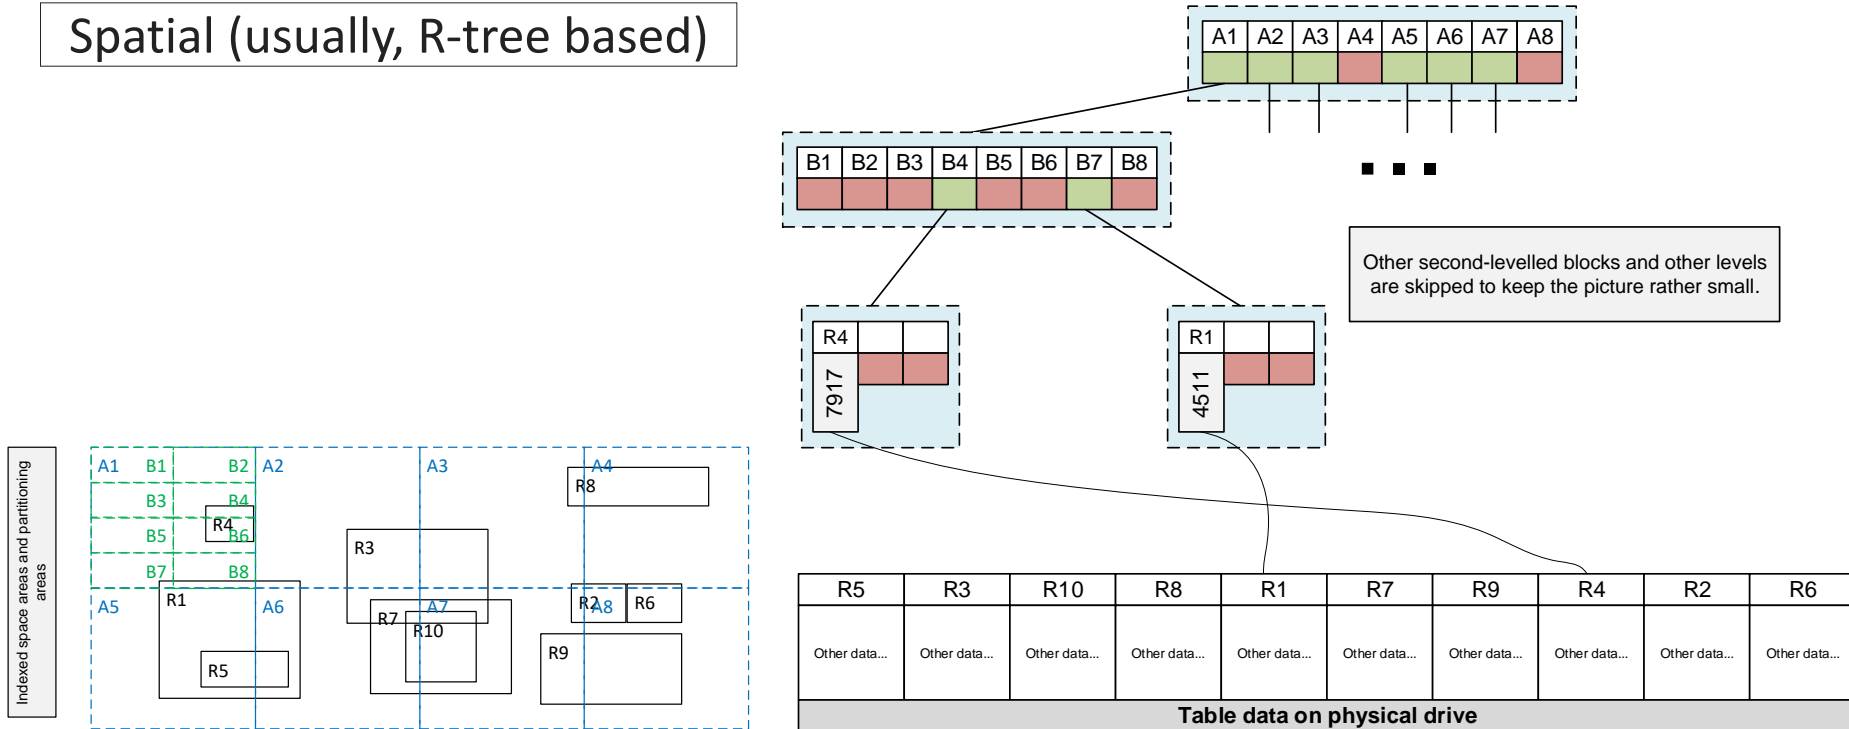 Spatial (usually, R-tree based)
A1 A2 A3 A4 A5 A6 A7 A8
B1 B2 B3 B4 B5 B6 B7 B8
Other second-levelled blocks and other levels
are skipped to keep the picture rather small.
R4
7917
R1
4511
Indexed space areas and partitioning
areas
A1 B1 B2 A2 A3 A4
R8
B3 B4
R4
B5 B6
R3
B7 B8
R1
A5 A6 A7 R2 A8 R6
R7 R10
R9
R5
R5 R3 R10 R8 R1 R7 R9 R4 R2 R6
Other data... Other data... Other data... Other data... Other data... Other data... Other data... Other data... Other data... Other data...
Table data on physical drive